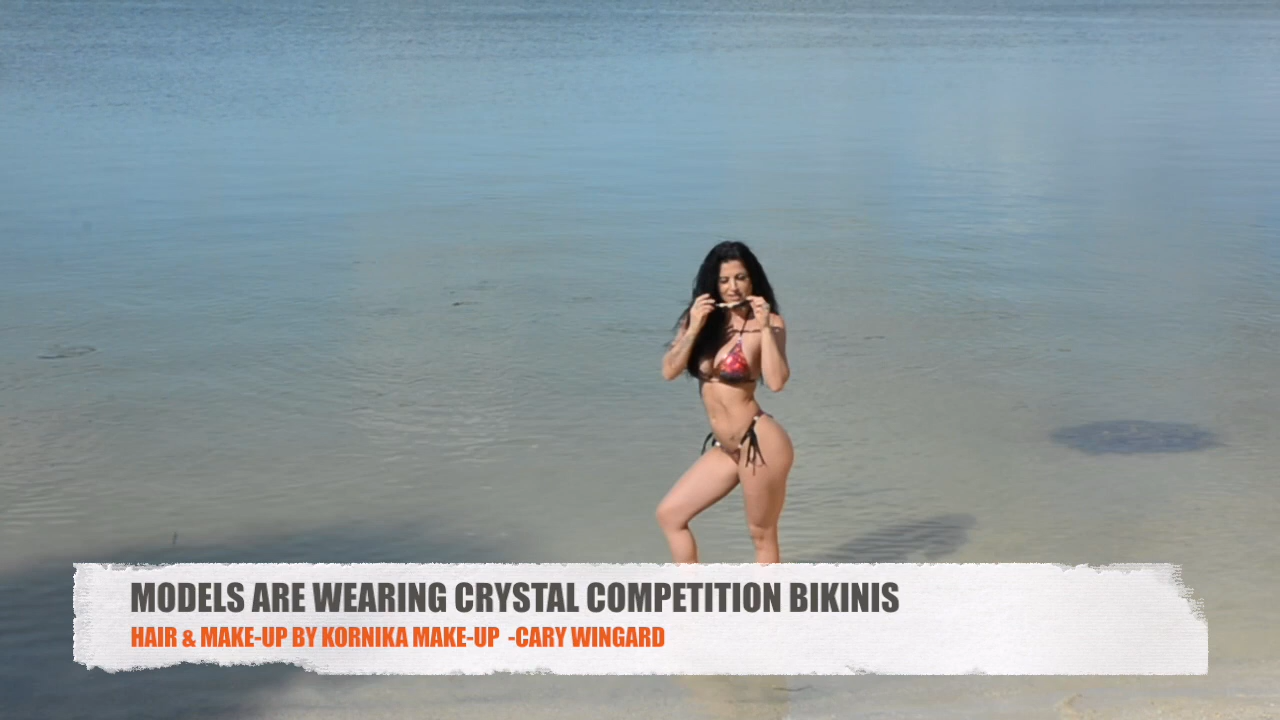 MODELS ARE WEARING CRYSTAL COMPETITION BIKINIS
HAIR & MAKE-UP BY KORNIKA MAKE-UP -CARY WINGARD